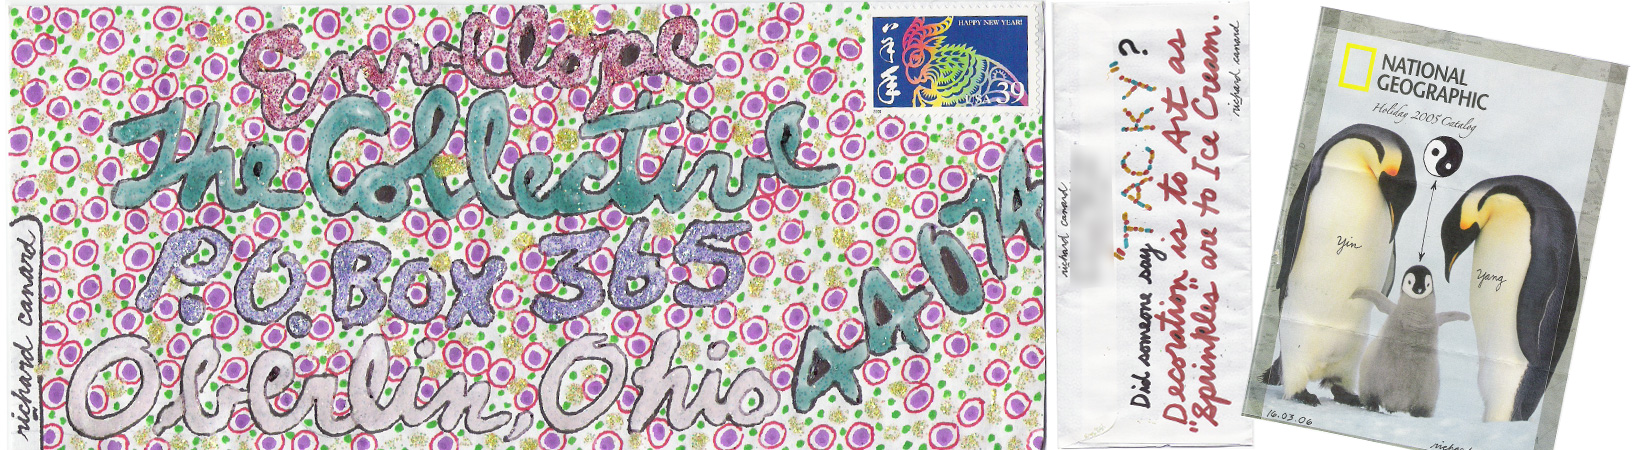 Envelope
The Collective
P.O. Box 365
Oberlin, Ohio
44074
richard canard
HAPPY NEW YEAR!
USA 39
richard canard
Did someone say "TACKY"?
"Decoration is to Art as
"Sprinkles" are to Ice Cream.
richard canard
NATIONAL
GEOGRAPHIC
Holiday 2005 Catalog
Yin
Yang
16.03.06
richard